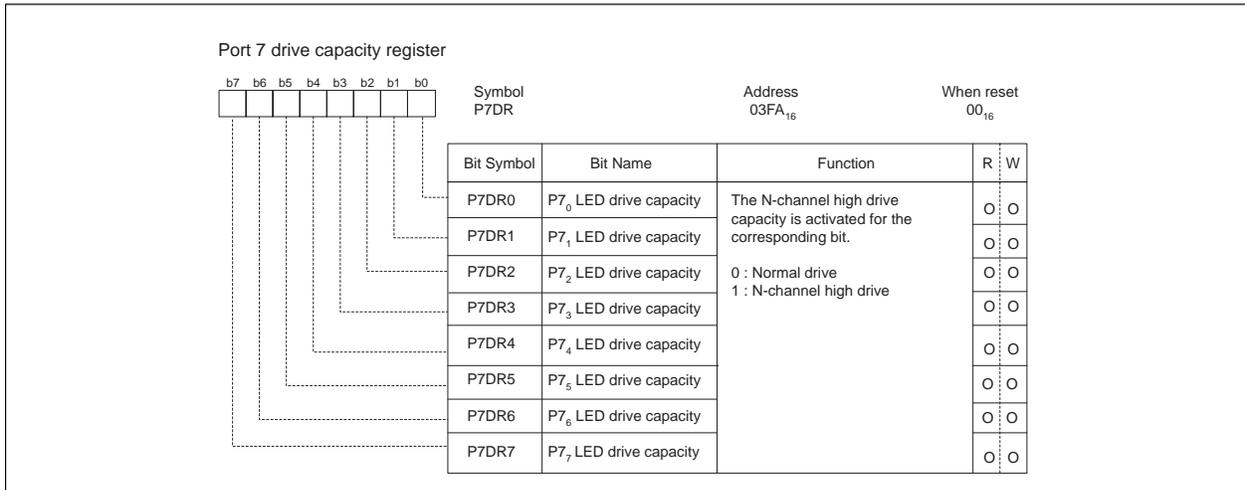 Port 7 drive capacity register
b7 b6 b5 b4 b3 b2 b1 b0
Symbol Address When reset
P7DR 03FA₁₆ 00₁₆
Bit Symbol Bit Name Function R W
P7DR0 P7₀ LED drive capacity The N-channel high drive capacity is activated for the corresponding bit. O O
P7DR1 P7₁ LED drive capacity O O
P7DR2 P7₂ LED drive capacity 0 : Normal drive O O
P7DR3 P7₃ LED drive capacity 1 : N-channel high drive O O
P7DR4 P7₄ LED drive capacity O O
P7DR5 P7₅ LED drive capacity O O
P7DR6 P7₆ LED drive capacity O O
P7DR7 P7₇ LED drive capacity O O